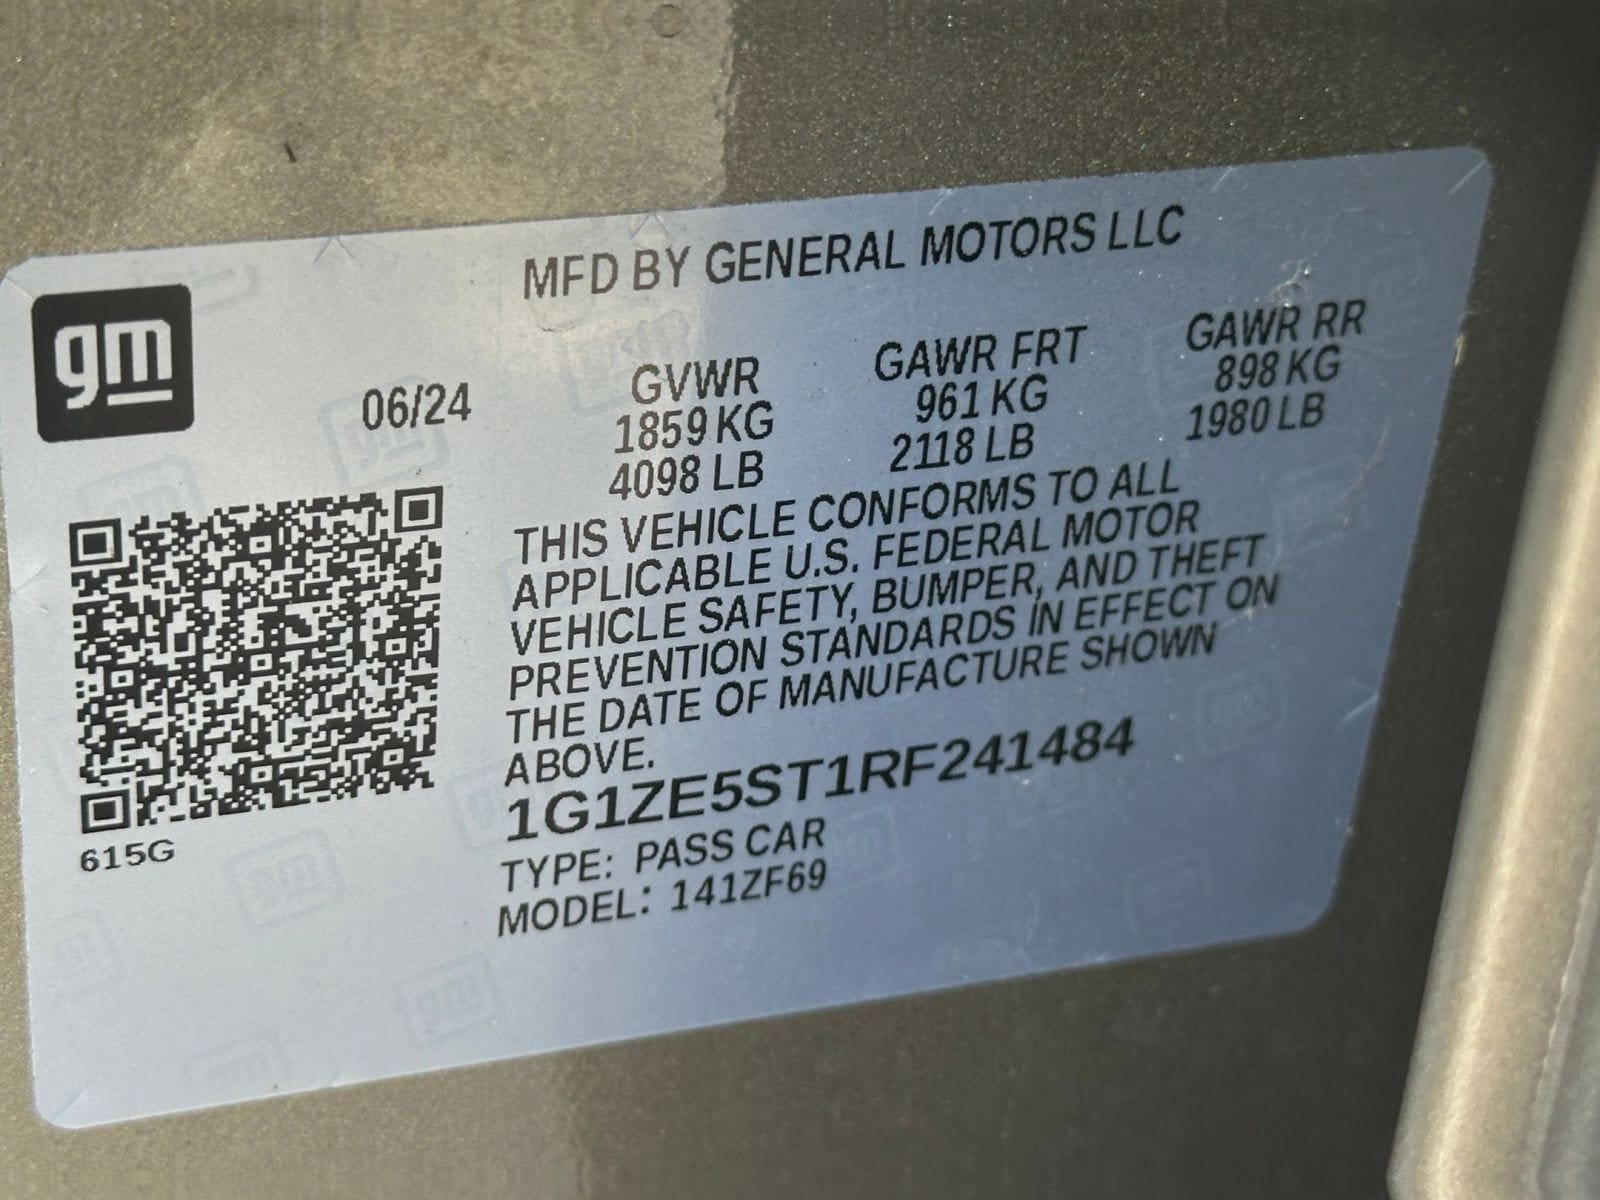 MFD BY GENERAL MOTORS LLC
gm
06/24
GVWR
1859 KG
4098 LB
GAWR FRT
961 KG
2118 LB
GAWR RR
898 KG
1980 LB
THIS VEHICLE CONFORMS TO ALL
APPLICABLE U.S. FEDERAL MOTOR
VEHICLE SAFETY, BUMPER, AND THEFT
PREVENTION STANDARDS IN EFFECT ON
THE DATE OF MANUFACTURE SHOWN
ABOVE.
1G1ZE5ST1RF241484
TYPE: PASS CAR
MODEL: 141ZF69
615G